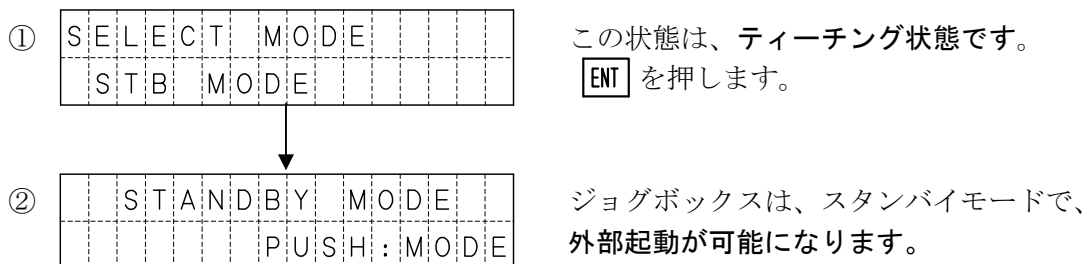 ① SELECT MODE この状態は、ティーチング状態です。
STB MODE ENT を押します。
② STANDBY MODE ジョグボックスは、スタンバイモードで、
PUSH:MODE 外部起動が可能になります。